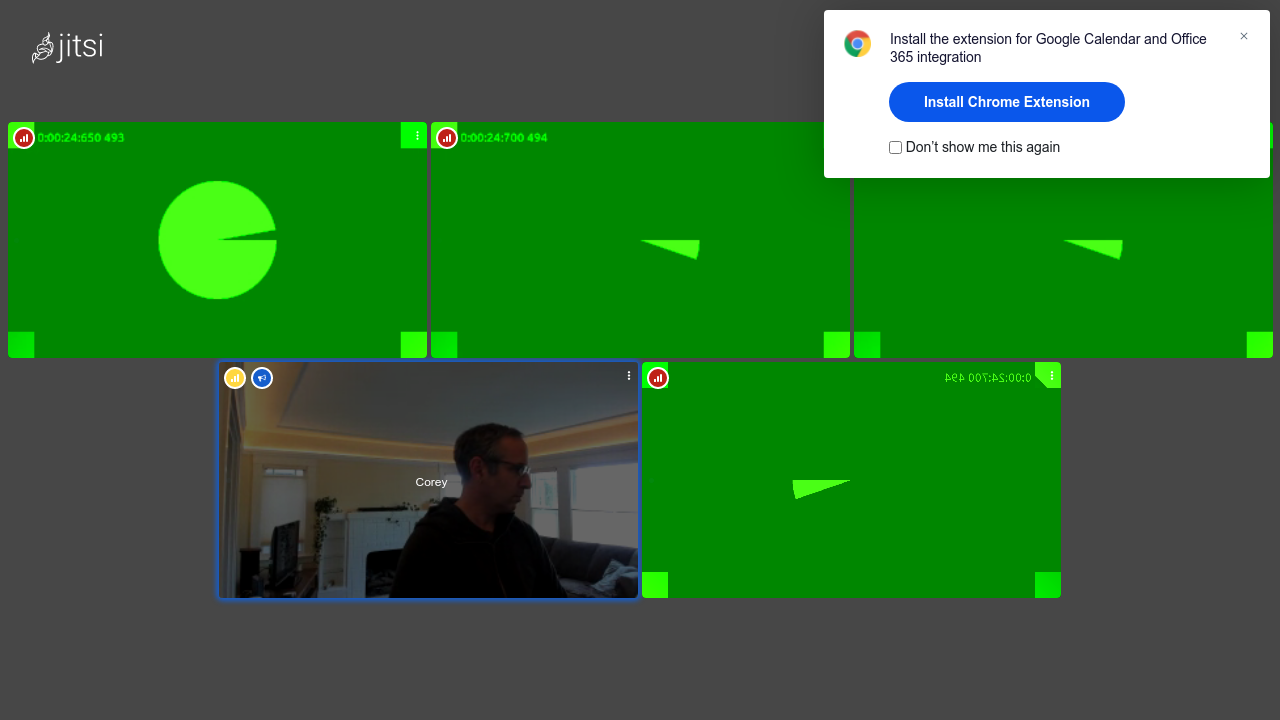 jitsi
Install the extension for Google Calendar and Office
365 integration
×
Install Chrome Extension
Don't show me this again
0:00:24:650 493
0:00:24:700 494
Corey
0:00:24:700 494